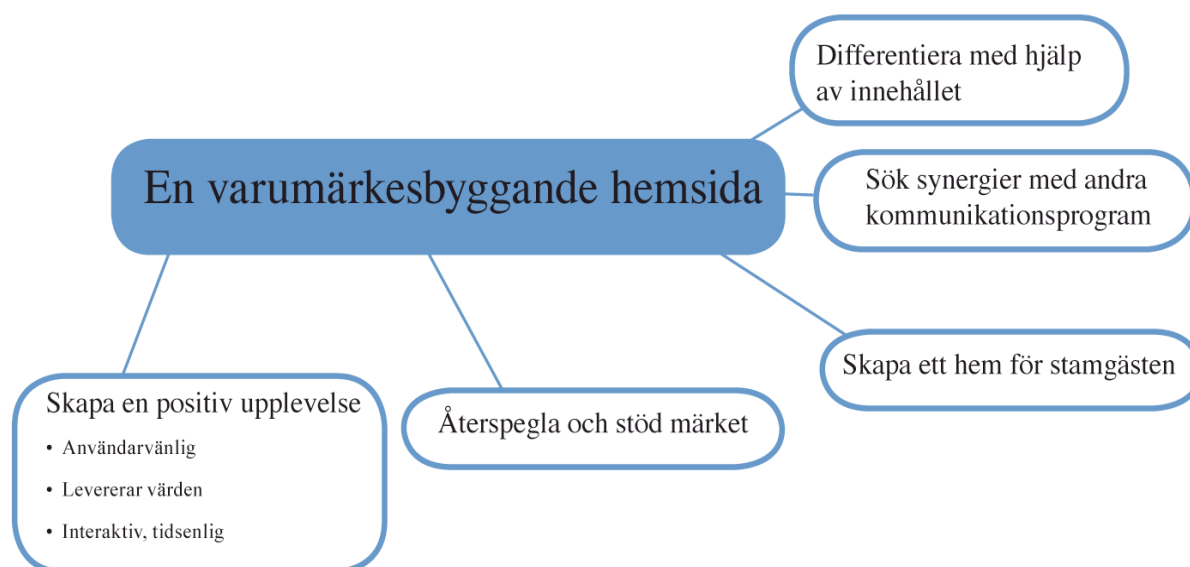 Differentiera med hjälp
av innehållet
En varumärkesbyggande hemsida
Sök synergier med andra
kommunikationsprogram
Skapa ett hem för stamgästen
Skapa en positiv upplevelse
• Användarvänlig
• Levererar värden
• Interaktiv, tidsenlig
Återspegla och stöd märket